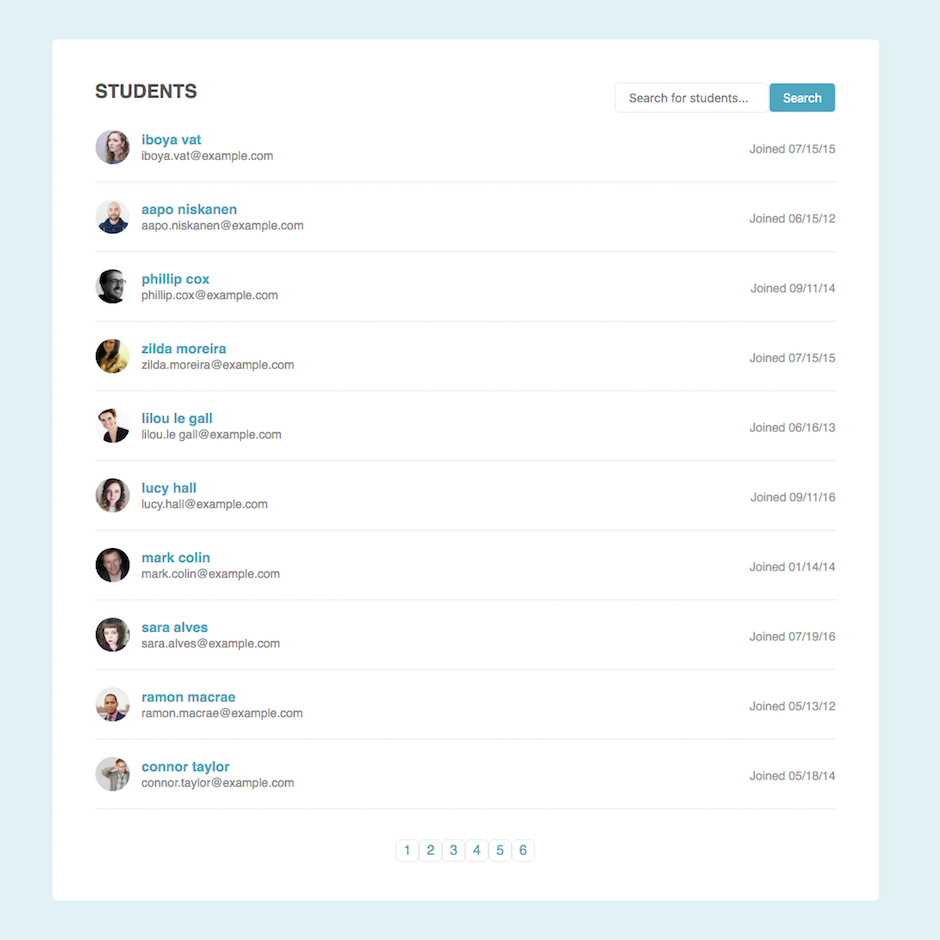 STUDENTS
Search for students...
Search
iboya vat
iboya.vat@example.com
Joined 07/15/15
aapo niskanen
aapo.niskanen@example.com
Joined 06/15/12
phillip cox
phillip.cox@example.com
Joined 09/11/14
zilda moreira
zilda.moreira@example.com
Joined 07/15/15
lilou le gall
lilou.le gall@example.com
Joined 06/16/13
lucy hall
lucy.hall@example.com
Joined 09/11/16
mark colin
mark.colin@example.com
Joined 01/14/14
sara alves
sara.alves@example.com
Joined 07/19/16
ramon macrae
ramon.macrae@example.com
Joined 05/13/12
connor taylor
connor.taylor@example.com
Joined 05/18/14
1 2 3 4 5 6